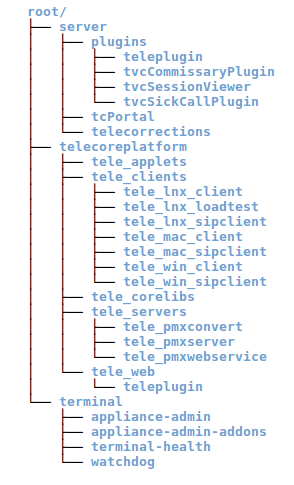 root/
server
plugins
teleplugin
tvcCommissaryPlugin
tvcSessionViewer
tvcSickCallPlugin
tcPortal
telecorrections
telecoreplatform
tele_applets
tele_clients
tele_lnx_client
tele_lnx_loadtest
tele_lnx_sipclient
tele_mac_client
tele_mac_sipclient
tele_win_client
tele_win_sipclient
tele_corelibs
tele_servers
tele_pmxconvert
tele_pmxserver
tele_pmxwebservice
tele_web
teleplugin
terminal
appliance-admin
appliance-admin-addons
terminal-health
watchdog